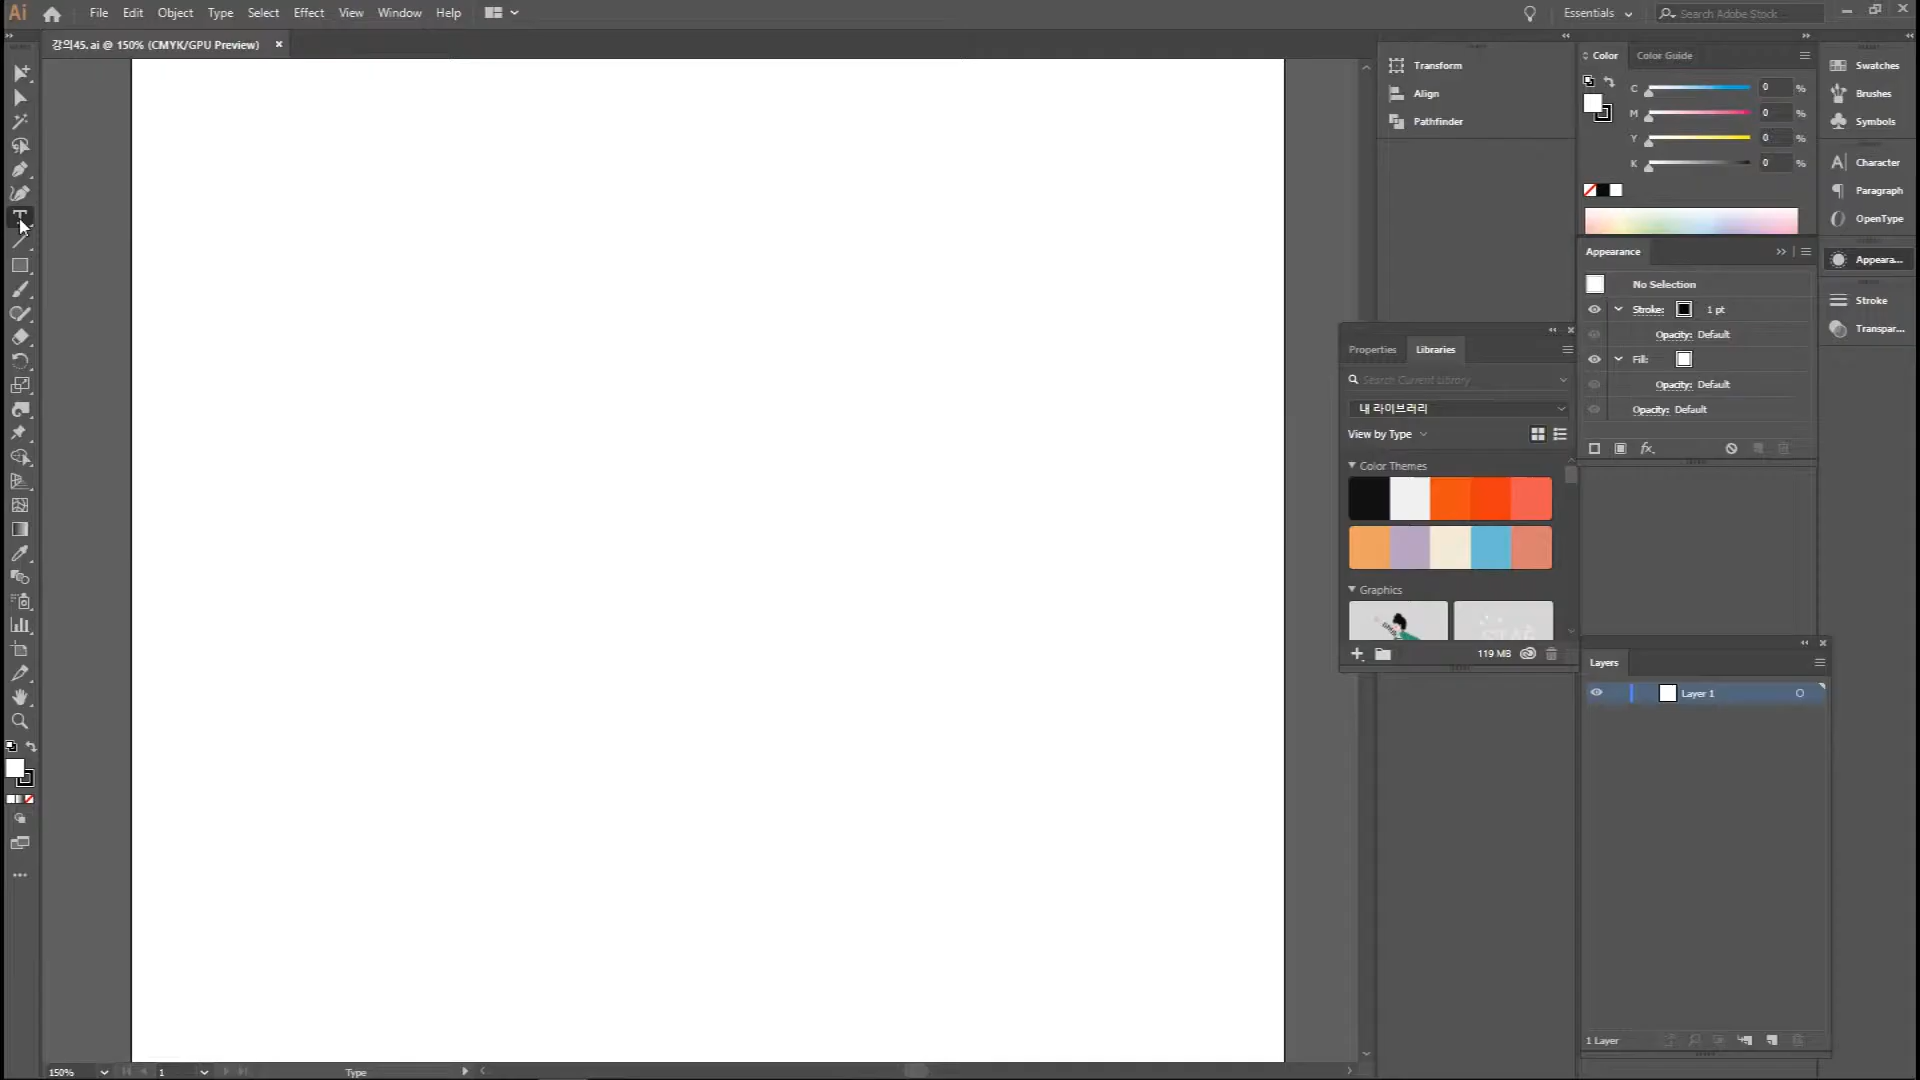 Ai File Edit Object Type Select Effect View Window Help Essentials Search Adobe Stock
강의45.ai @ 150% (CMYK/GPU Preview) ×
Transform
Align
Pathfinder
Color Color Guide
C 0 %
M 0 %
Y 0 %
K 0 %
Swatches
Brushes
Symbols
Character
Paragraph
OpenType
Appeara...
Stroke
Transpar...
Appearance
No Selection
Stroke: 1 pt
Opacity: Default
Fill:
Opacity: Default
Opacity: Default
fx
Properties Libraries
Search Current Library
내 라이브러리
View by Type
Color Themes
Graphics
119 MB
Layers
Layer 1
1 Layer
150% 1 Type